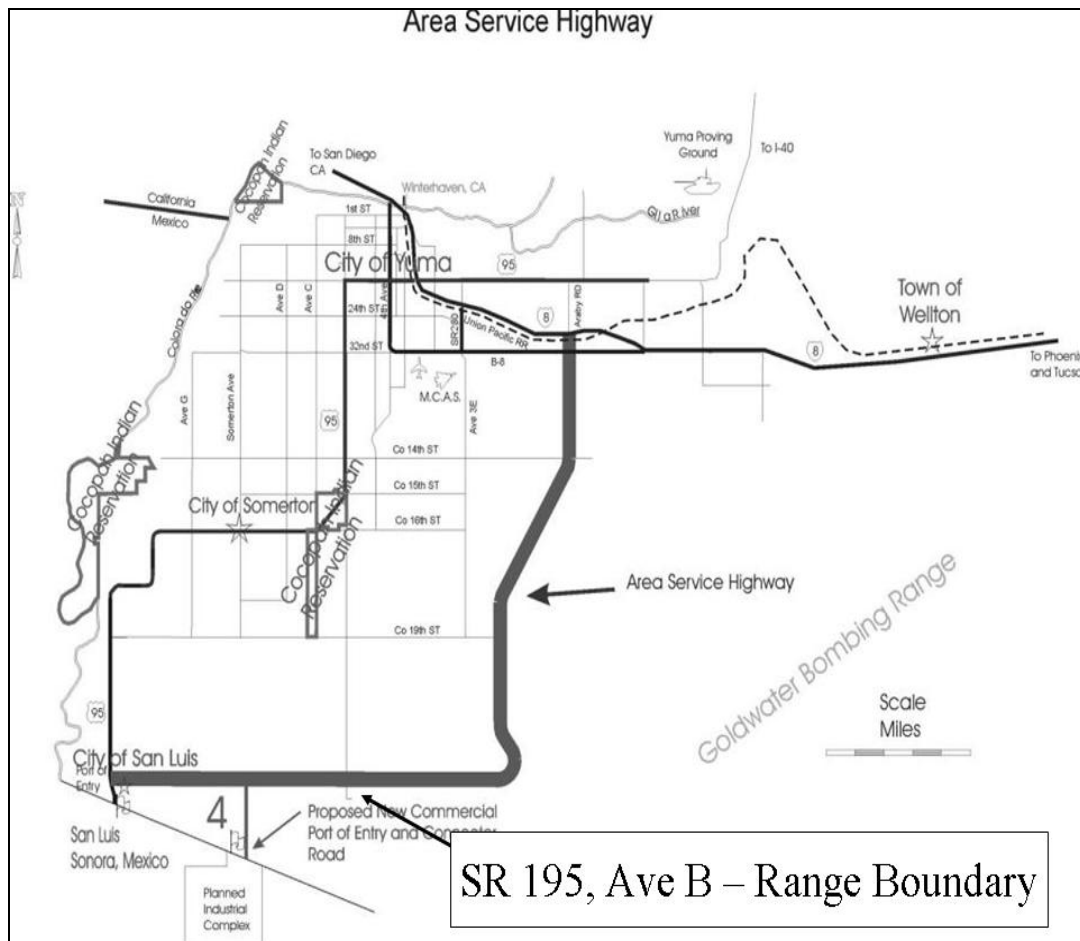 Area Service Highway
Cocopah Indian
Reservation
To San Diego
CA
Yuma Proving
Ground
To I-40
California
Mexico
Winterhaven, CA
1st ST
Gila River
8th ST
City of Yuma
95
Ave D
Ave C
4th Ave
Araby RD
Colorado
24th ST
SR280
Union Pacific RR
8
Town of
Wellton
32nd ST
B-8
8
To Phoenix
and Tucso
M.C.A.S.
Ave G
Somerton Ave
95
Ave 3E
Co 14th ST
Cocopah Indian
Reservation
Co 15th ST
City of Somerton
Co 16th ST
Cocopah Indian
Reservation
Area Service Highway
Co 19th ST
Goldwater Bombing Range
Scale
Miles
95
City of San Luis
Port of
Entry
4
Proposed New Commercial
Port of Entry and Connector
Road
San Luis
Sonora, Mexico
SR 195, Ave B – Range Boundary
Planned
Industrial
Complex